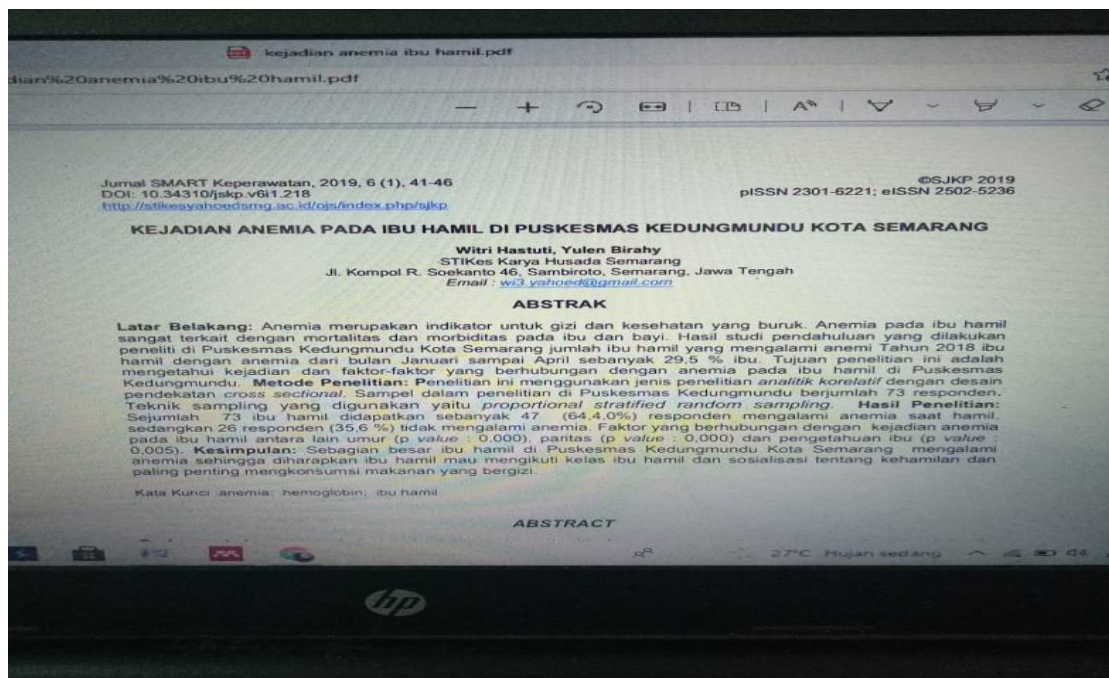 kejadian anemia ibu hamil.pdf
dian%20anemia%20ibu%20hamil.pdf
Jurnal SMART Keperawatan, 2019, 6 (1), 41-46
©SJKP 2019
DOI: 10.34310/jskp.v6i1.218
pISSN 2301-6221; eISSN 2502-5236
http://stikesyahoedsmg.ac.id/ojs/index.php/sjkp
KEJADIAN ANEMIA PADA IBU HAMIL DI PUSKESMAS KEDUNGMUNDU KOTA SEMARANG
Witri Hastuti, Yulen Birahy
STIKes Karya Husada Semarang
Jl. Kompol R. Soekanto 46, Sambiroto, Semarang, Jawa Tengah
Email : wi3.yahoed@gmail.com
ABSTRAK
Latar Belakang: Anemia merupakan indikator untuk gizi dan kesehatan yang buruk. Anemia pada ibu hamil
sangat terkait dengan mortalitas dan morbiditas pada ibu dan bayi. Hasil studi pendahuluan yang dilakukan
peneliti di Puskesmas Kedungmundu Kota Semarang jumlah ibu hamil yang mengalami anemi Tahun 2018 ibu
hamil dengan anemia dari bulan Januari sampai April sebanyak 29,5 % ibu. Tujuan penelitian ini adalah
mengetahui kejadian dan faktor-faktor yang berhubungan dengan anemia pada ibu hamil di Puskesmas
Kedungmundu. Metode Penelitian: Penelitian ini menggunakan jenis penelitian analitik korelatif dengan desain
pendekatan cross sectional. Sampel dalam penelitian di Puskesmas Kedungmundu berjumlah 73 responden.
Teknik sampling yang digunakan yaitu proportional stratified random sampling. Hasil Penelitian:
Sejumlah 73 ibu hamil didapatkan sebanyak 47 (64,4,0%) responden mengalami anemia saat hamil,
sedangkan 26 responden (35,6 %) tidak mengalami anemia. Faktor yang berhubungan dengan kejadian anemia
pada ibu hamil antara lain umur (p value : 0,000), paritas (p value : 0,000) dan pengetahuan ibu (p value :
0,005). Kesimpulan: Sebagian besar ibu hamil di Puskesmas Kedungmundu Kota Semarang mengalami
anemia sehingga diharapkan ibu hamil mau mengikuti kelas ibu hamil dan sosialisasi tentang kehamilan dan
paling penting mengkonsumsi makanan yang bergizi.
Kata Kunci :anemia; hemoglobin; ibu hamil
ABSTRACT
27°C Hujan sedang
hp